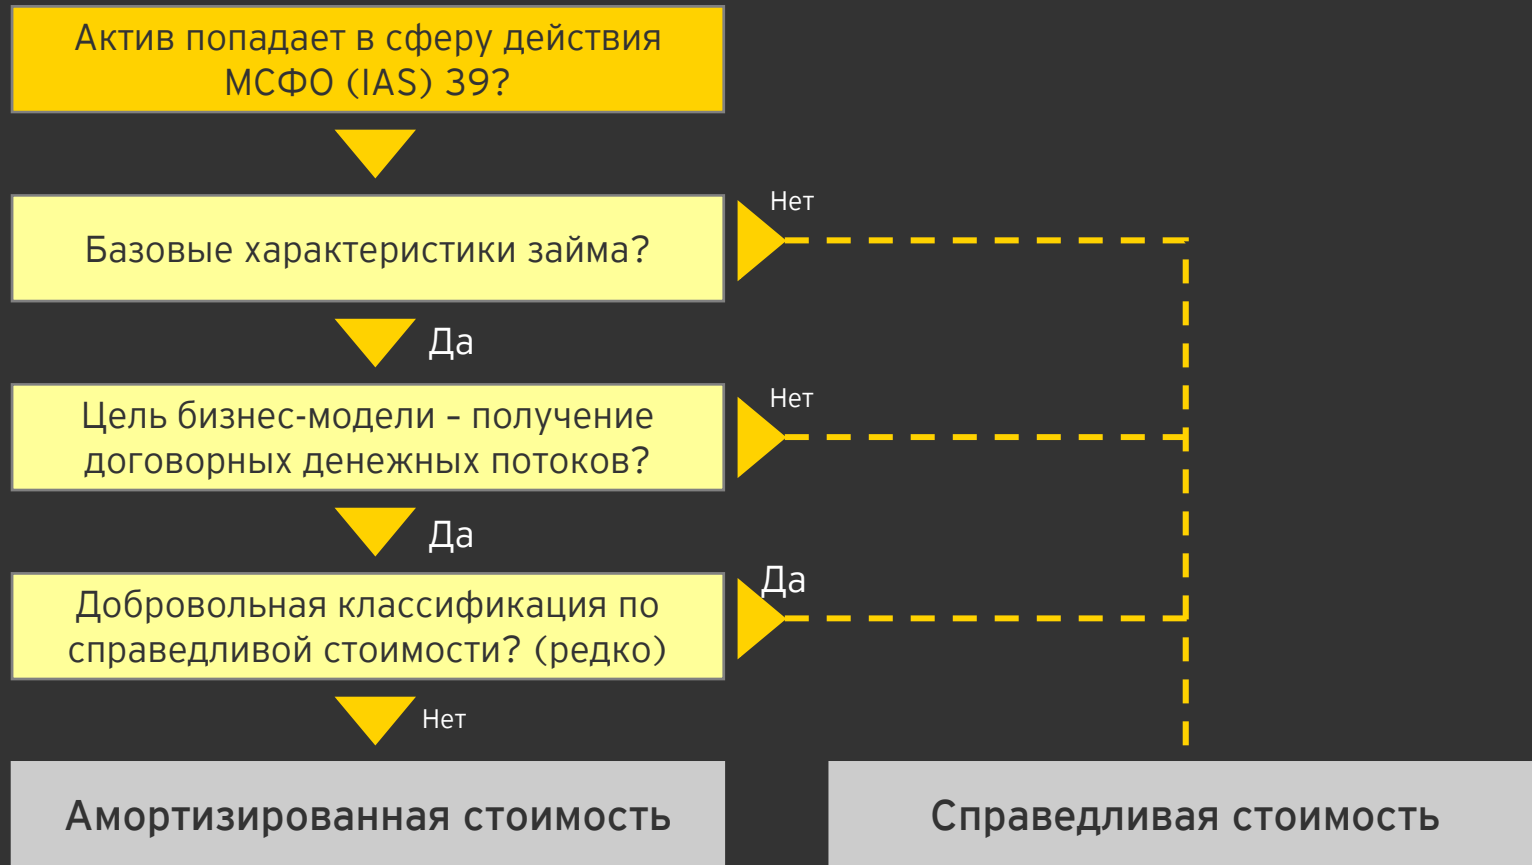 Актив попадает в сферу действия
МСФО (IAS) 39?
Нет
Базовые характеристики займа?
Да
Нет
Цель бизнес-модели – получение
договорных денежных потоков?
Да
Да
Добровольная классификация по
справедливой стоимости? (редко)
Нет
Амортизированная стоимость
Справедливая стоимость